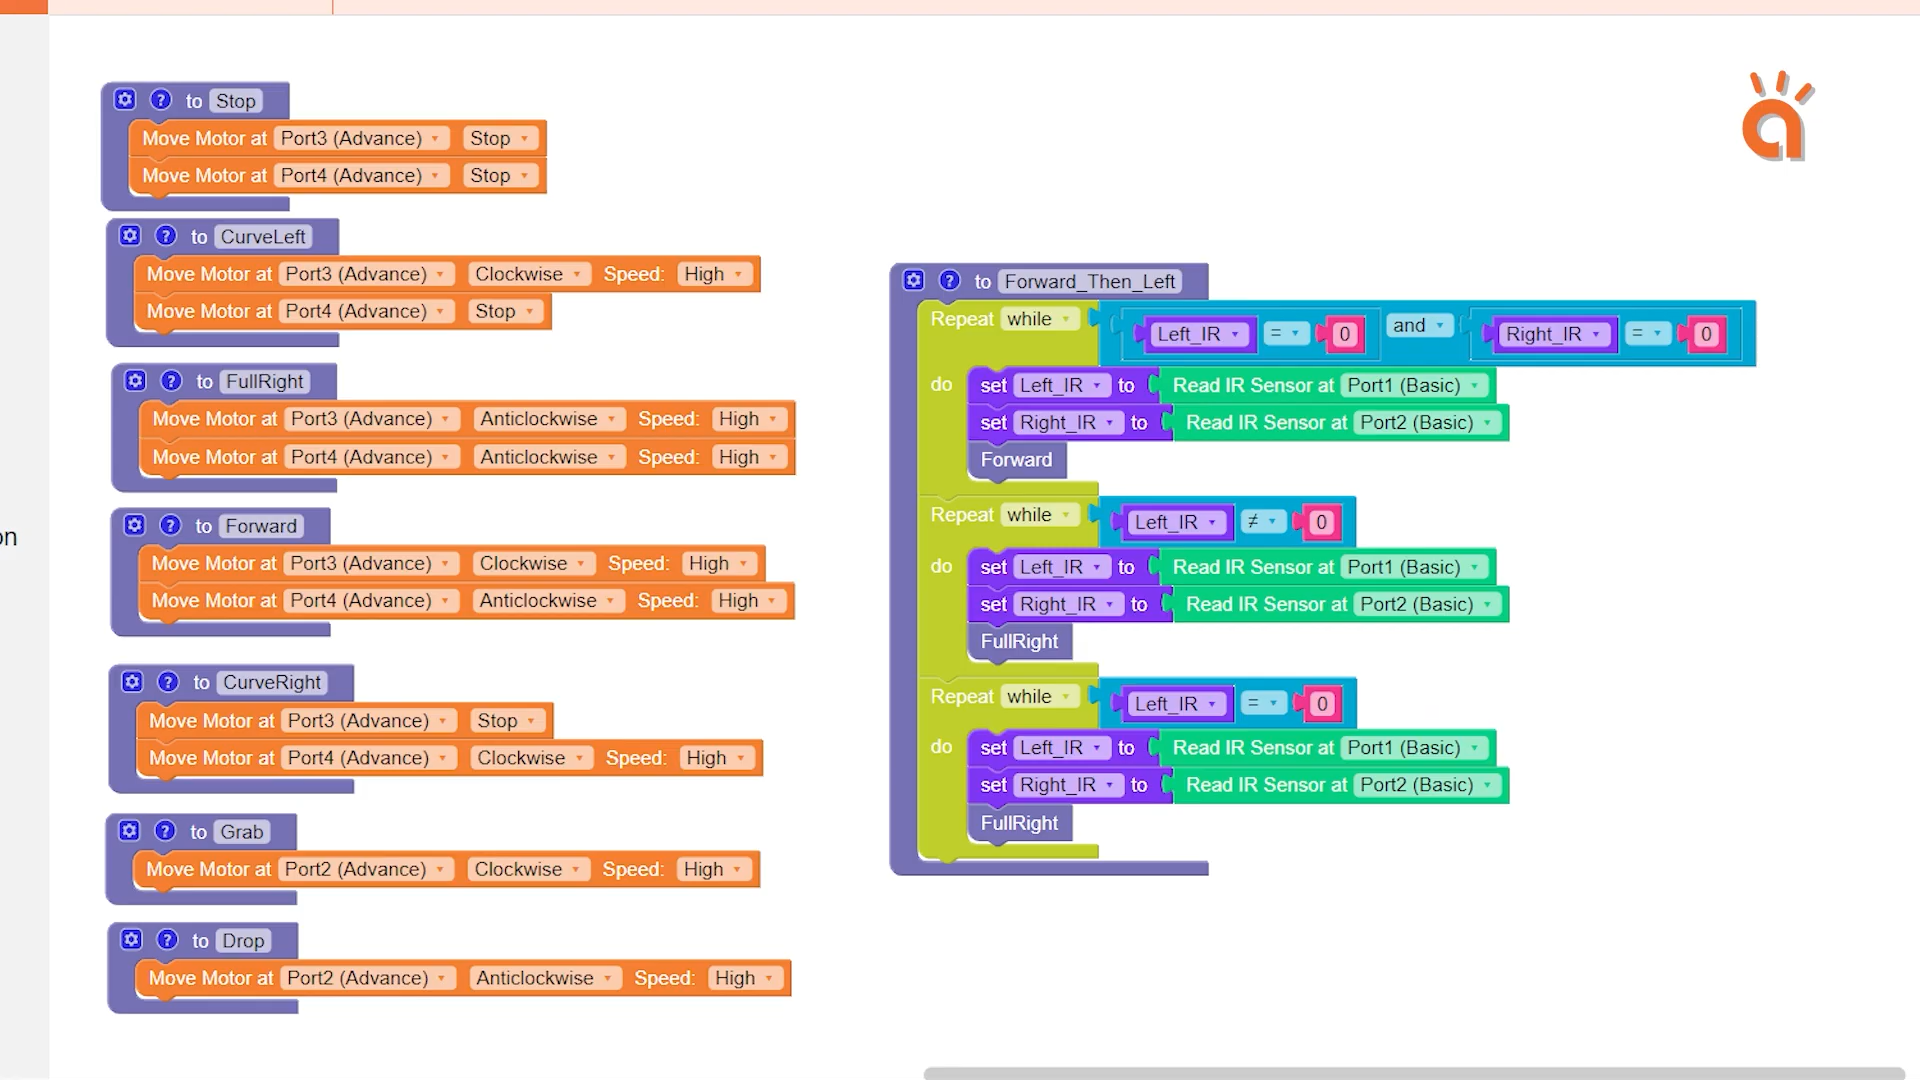 on
? to Stop
Move Motor at Port3 (Advance) Stop
Move Motor at Port4 (Advance) Stop
? to CurveLeft
Move Motor at Port3 (Advance) Clockwise Speed: High
Move Motor at Port4 (Advance) Stop
? to FullRight
Move Motor at Port3 (Advance) Anticlockwise Speed: High
Move Motor at Port4 (Advance) Anticlockwise Speed: High
? to Forward
Move Motor at Port3 (Advance) Clockwise Speed: High
Move Motor at Port4 (Advance) Anticlockwise Speed: High
? to CurveRight
Move Motor at Port3 (Advance) Stop
Move Motor at Port4 (Advance) Clockwise Speed: High
? to Grab
Move Motor at Port2 (Advance) Clockwise Speed: High
? to Drop
Move Motor at Port2 (Advance) Anticlockwise Speed: High
? to Forward_Then_Left
Repeat while Left_IR = 0 and Right_IR = 0
do set Left_IR to Read IR Sensor at Port1 (Basic)
set Right_IR to Read IR Sensor at Port2 (Basic)
Forward
Repeat while Left_IR ≠ 0
do set Left_IR to Read IR Sensor at Port1 (Basic)
set Right_IR to Read IR Sensor at Port2 (Basic)
FullRight
Repeat while Left_IR = 0
do set Left_IR to Read IR Sensor at Port1 (Basic)
set Right_IR to Read IR Sensor at Port2 (Basic)
FullRight